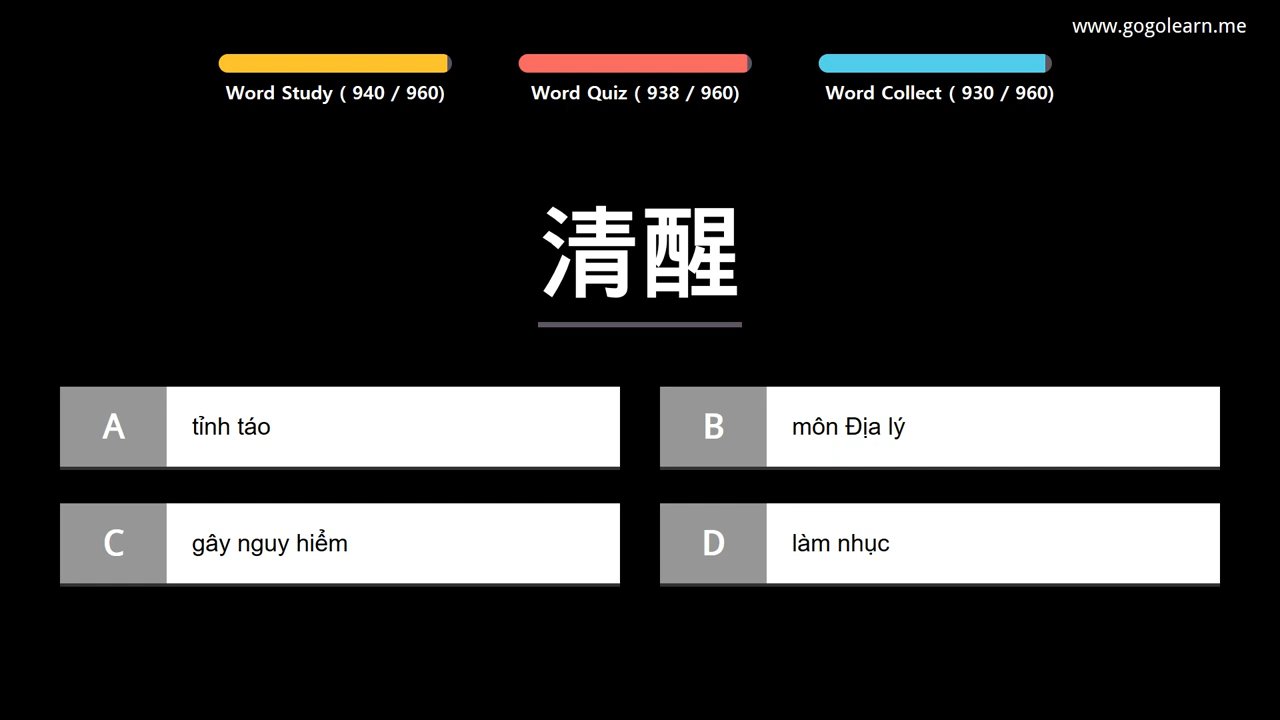 www.gogolearn.me
Word Study ( 940 / 960)
Word Quiz ( 938 / 960)
Word Collect ( 930 / 960)
清醒
A tỉnh táo
B môn Địa lý
C gây nguy hiểm
D làm nhục